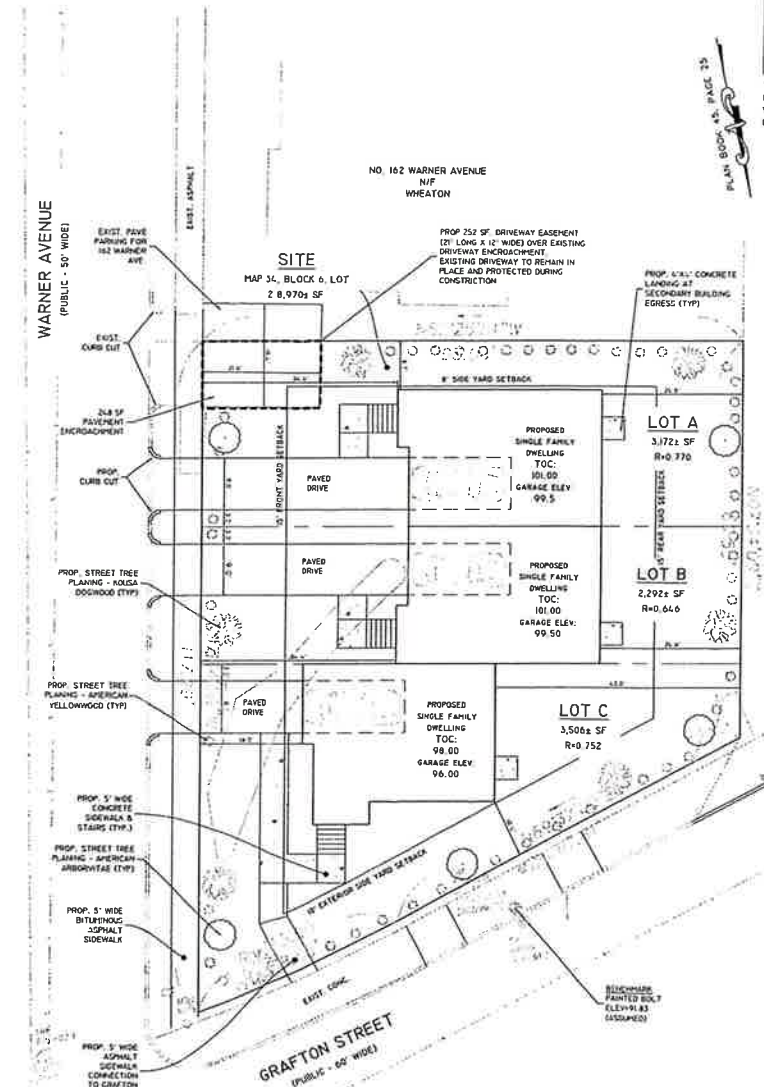 PLAN BOOK 45, PAGE 25
NO. 162 WARNER AVENUE
N/F
WHEATON
WARNER AVENUE
(PUBLIC - 50' WIDE)
EXIST. ASPHALT
EXIST. PAVE
PARKING FOR
162 WARNER
AVE.
SITE
MAP 34, BLOCK 6, LOT
2 8,970± SF
PROP 252 SF. DRIVEWAY EASEMENT
(21' LONG X 12' WIDE) OVER EXISTING
DRIVEWAY ENCROACHMENT.
EXISTING DRIVEWAY TO REMAIN IN
PLACE AND PROTECTED DURING
CONSTRICTION
PROP. 4'X4' CONCRETE
LANDING AT
SECONDARY BUILDING
EGRESS (TYP)
EXIST.
CURB CUT
248 SF
PAVEMENT
ENCROACHMENT
8' SIDE YARD SETBACK
15' FRONT YARD SETBACK
15' REAR YARD SETBACK
PROP.
CURB CUT
PAVED
DRIVE
PROPOSED
SINGLE FAMILY
DWELLING
TOC:
101.00
GARAGE ELEV
99.5
LOT A
3,172± SF
R=0.770
PAVED
DRIVE
PROPOSED
SINGLE FAMILY
DWELLING
TOC:
101.00
GARAGE ELEV:
99.50
LOT B
2,292± SF
R=0.646
PROP. STREET TREE
PLANING - KOUSA
DOGWOOD (TYP)
PROP. STREET TREE
PLANING - AMERICAN
YELLOWWOOD (TYP)
PAVED
DRIVE
PROPOSED
SINGLE FAMILY
DWELLING
TOC:
98.00
GARAGE ELEV:
96.00
LOT C
3,506± SF
R=0.752
PROP. 5' WIDE
CONCRETE
SIDEWALK &
STAIRS (TYP.)
PROP. STREET TREE
PLANING - AMERICAN
ARBORVITAE (TYP)
PROP. 5' WIDE
BITUMINOUS
ASPHALT
SIDEWALK
10' EXTERIOR SIDE YARD SETBACK
EXIST. CONC.
BENCHMARK
PAINTED BOLT
ELEV=91.83
(ASSUMED)
PROP. 5' WIDE
ASPHALT
SIDEWALK
CONNECTION
TO GRAFTON
GRAFTON STREET
(PUBLIC - 60' WIDE)